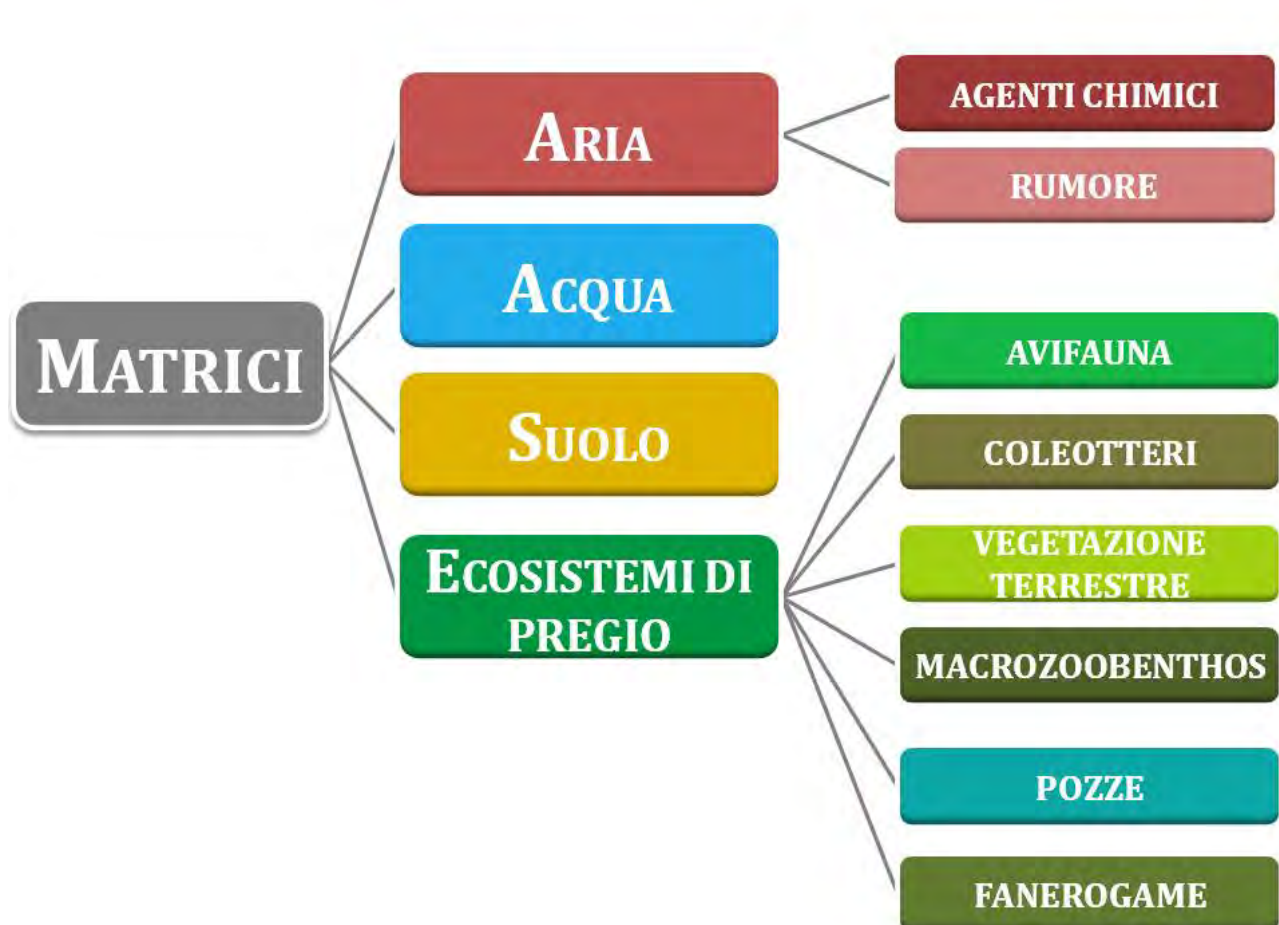 MATRICI
ARIA
AGENTI CHIMICI
RUMORE
ACQUA
SUOLO
ECOSISTEMI DI
PREGIO
AVIFAUNA
COLEOTTERI
VEGETAZIONE
TERRESTRE
MACROZOOBENTHOS
POZZE
FANEROGAME